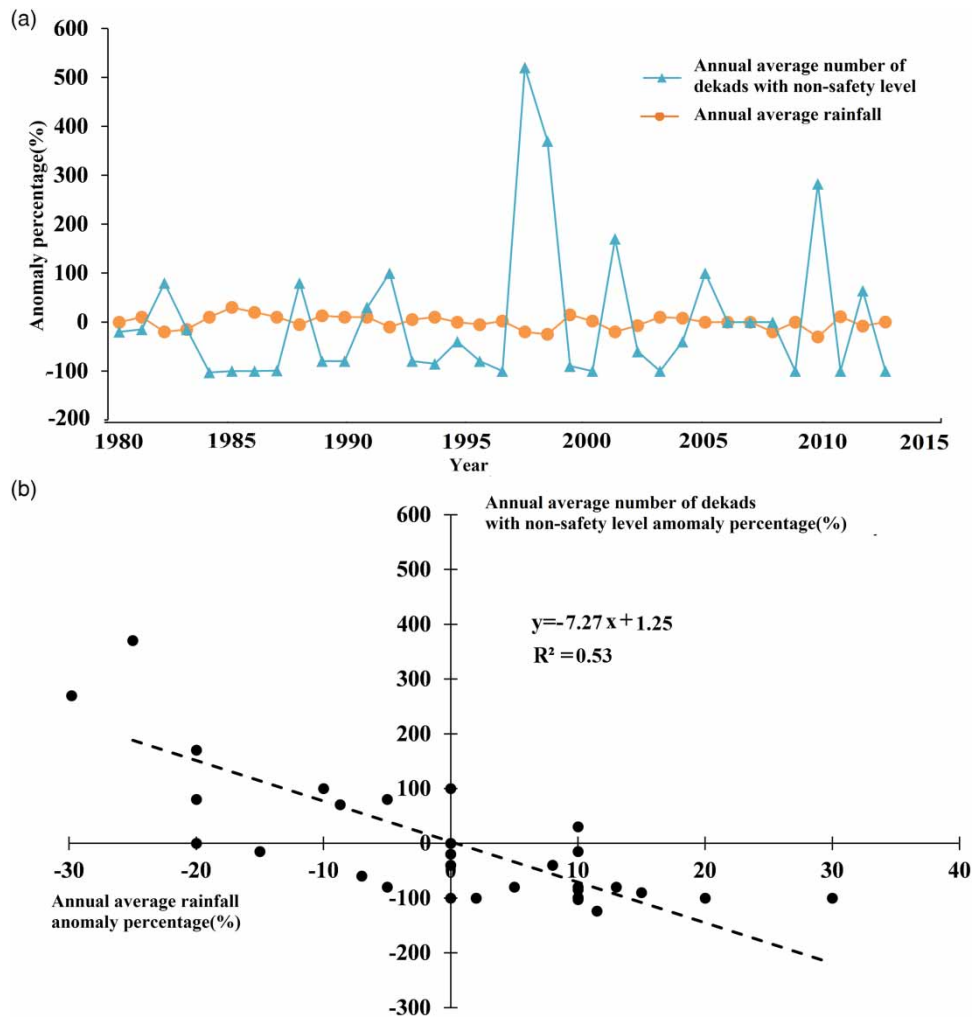 (a)
600
500
400
300
200
100
0
-100
-200
Anomaly percentage(%)
Annual average number of
dekads with non-safety level
Annual average rainfall
1980 1985 1990 1995 2000 2005 2010 2015
Year
(b)
Annual average number of dekads
with non-safety level amomaly percentage(%)
600
500
400
300
200
100
0
-100
-200
-300
y=-7.27x+1.25
R² =0.53
-30 -20 -10 0 10 20 30 40
Annual average rainfall
anomaly percentage(%)